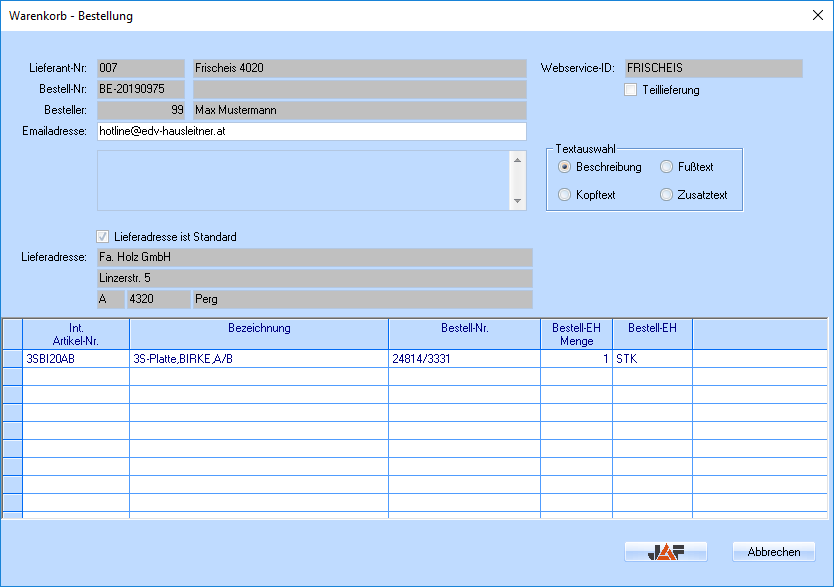 Warenkorb - Bestellung
Lieferant-Nr: 007 Frischeis 4020 Webservice-ID: FRISCHEIS
Bestell-Nr: BE-20190975 Teillieferung
Besteller: 99 Max Mustermann
Emailadresse: hotline@edv-hausleitner.at
Textauswahl
Beschreibung Fußtext
Kopftext Zusatztext
Lieferadresse ist Standard
Lieferadresse: Fa. Holz GmbH
Linzerstr. 5
A 4320 Perg
Int. Artikel-Nr. Bezeichnung Bestell-Nr. Bestell-EH Menge Bestell-EH
3SBI20AB 3S-Platte,BIRKE,A/B 24814/3331 1 STK
JAF Abbrechen